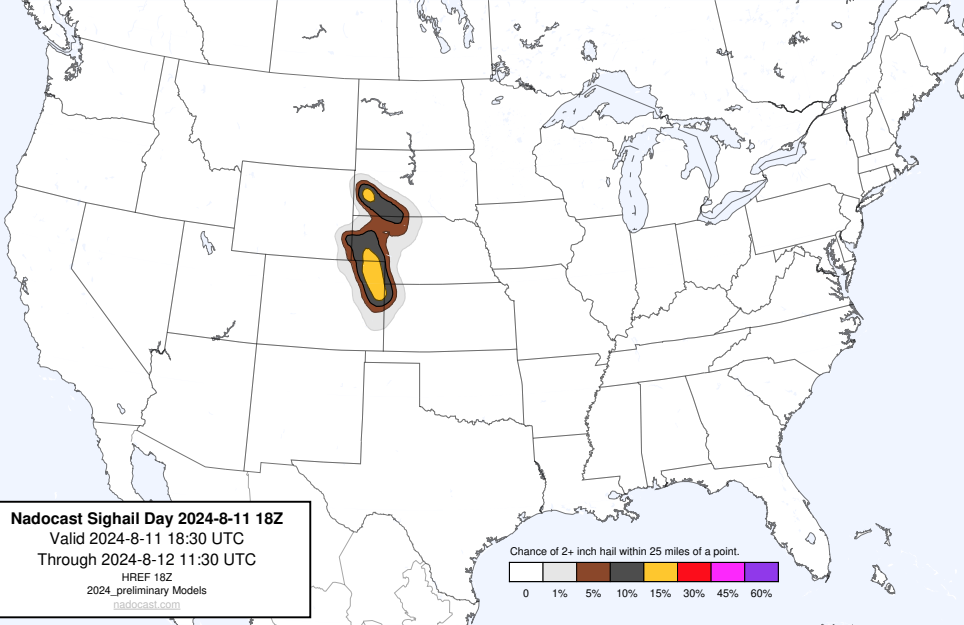 Nadocast Sighail Day 2024-8-11 18Z
Valid 2024-8-11 18:30 UTC
Through 2024-8-12 11:30 UTC
HREF 18Z
2024_preliminary Models
nadocast.com
Chance of 2+ inch hail within 25 miles of a point.
0 1% 5% 10% 15% 30% 45% 60%